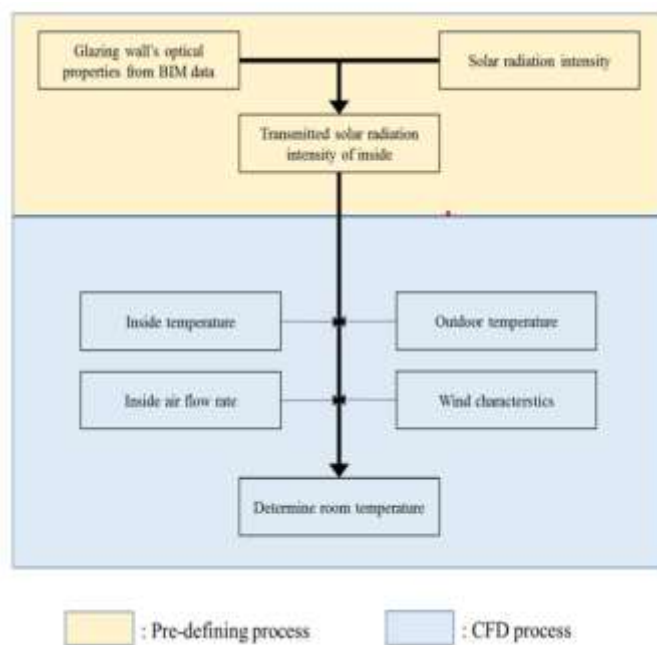 Glazing wall's optical
properties from BIM data
Solar radiation intensity
Transmitted solar radiation
intensity of inside
Inside temperature
Outdoor temperature
Inside air flow rate
Wind characterstics
Determine room temperature
: Pre-defining process
: CFD process